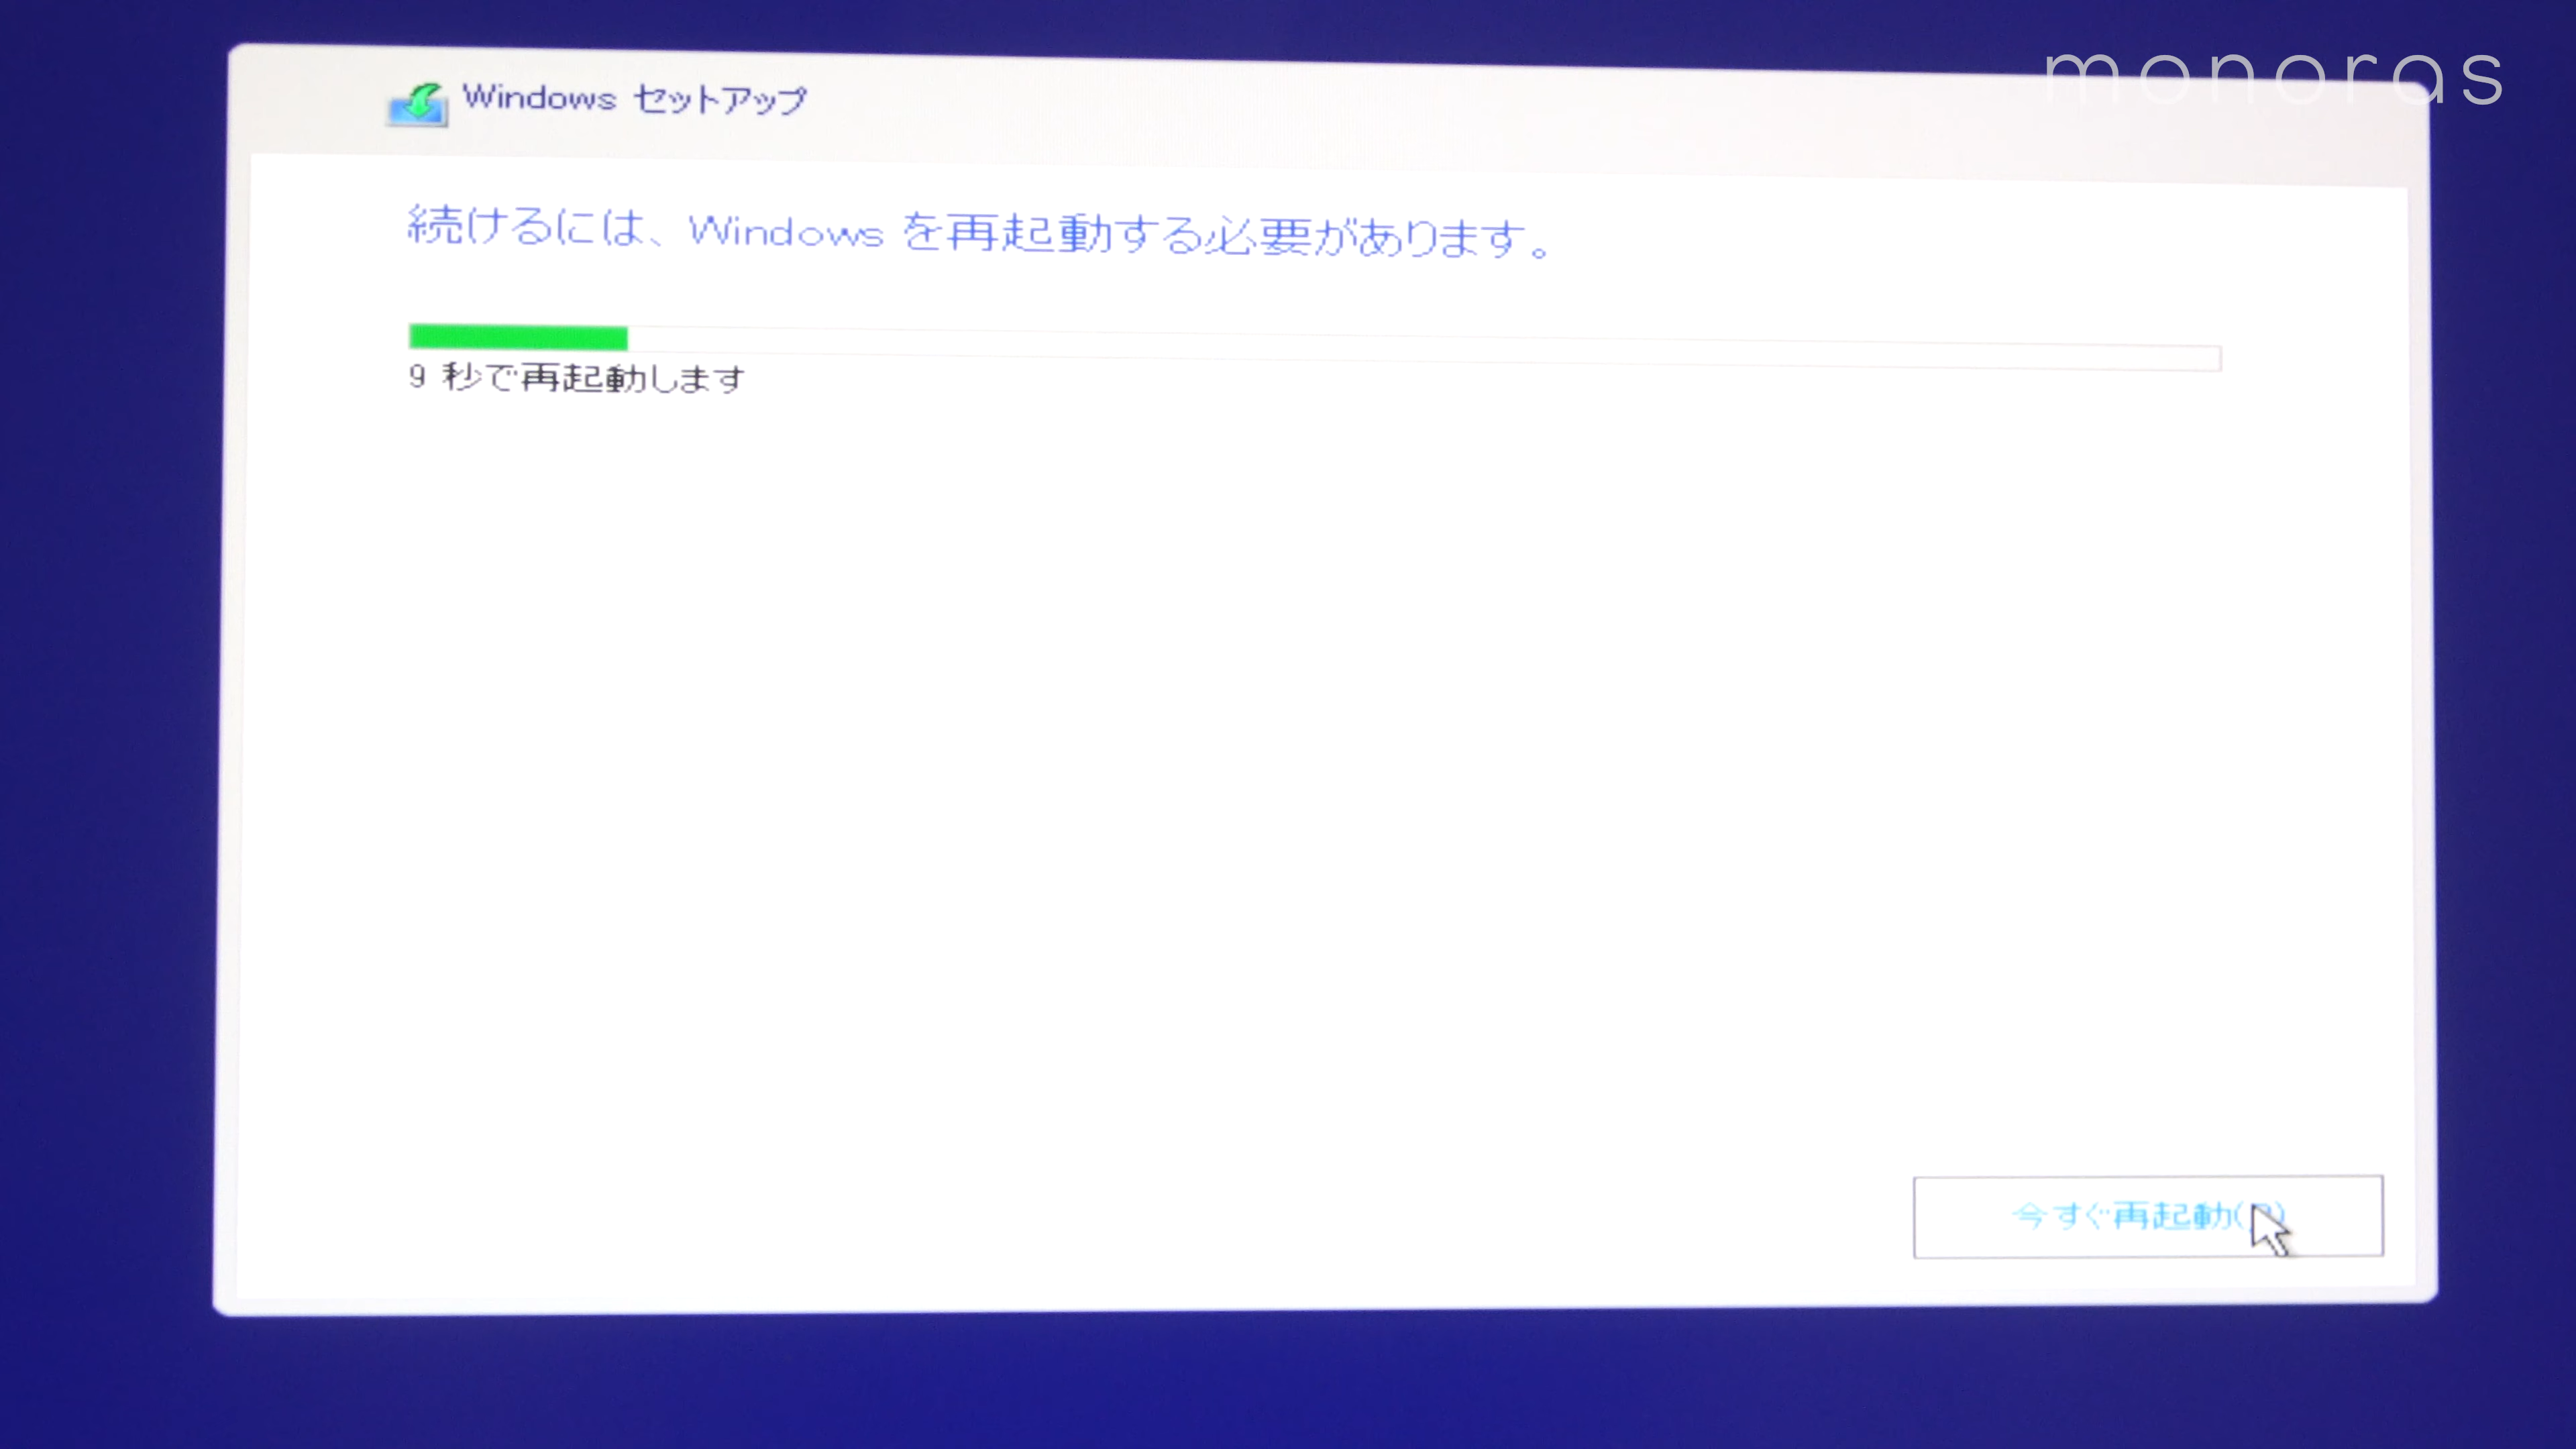 monoras
Windows セットアップ
続けるには、Windows を再起動する必要があります。
9 秒で再起動します
今すぐ再起動(